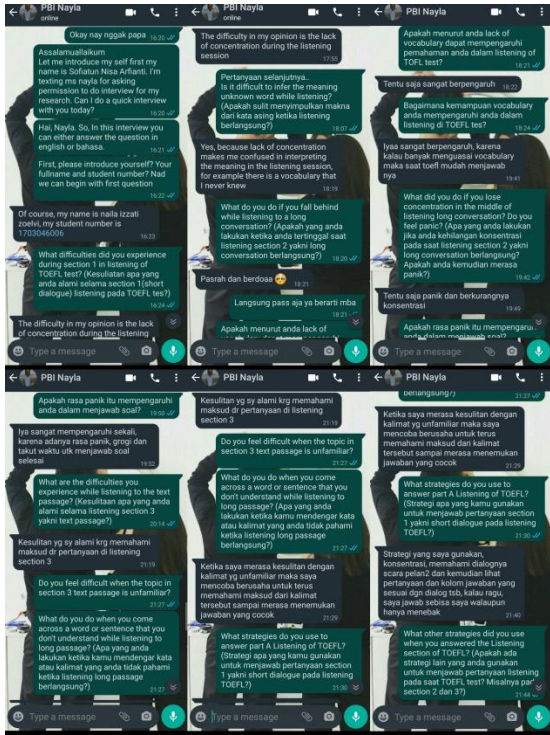 PBI Nayla
online
Okay nay nggak papa 16:20
Assalamuallaikum
Let me introduce my self first my
name is Sofiatun Nisa Arfianti. I'm
texting ms nayla for asking
permission to do interview for my
research. Can I do a quick interview
with you today? 16:20
Hai, Nayla. So, In this interview you
can either answer the question in
english or bahasa. 16:21
First, please introduce yourself? Your
fullname and student number? Nad
we can begin with first question
16:22
Of course, my name is naila izzati
zoelvi, my student number is
1703046006 16:23
What difficulties did you experience
during section 1 in listening of
TOEFL test? (Kesuliatan apa yang
anda alami selama section 1(short
dialogue) listening pada TOEFL tes?)
16:24
The difficulty in my opinion is the lack
of concentration during the listening
Type a message
PBI Nayla
online
The difficulty in my opinion is the lack
of concentration during the listening
session 17:55
Pertanyaan selanjutnya..
Is it difficult to infer the meaning
unknown word while listening?
(Apakah sulit menyimpulkan makna
dari kata asing ketika listening
berlangsung?) 18:07
Yes, because lack of concentration
makes me confused in interpreting
the meaning in the listening session,
for example there is a vocabulary that
I never knew 18:19
What do you do if you fall behind
while listening to a long
conversation? (Apakah yang anda
lakukan ketika anda tertinggal saat
listening section 2 yakni long
conversation berlangsung?)
18:20
Pasrah dan berdoaa 18:21
Langsung pass aja ya berarti mba
18:21
Apakah menurut anda lack of
Type a message
PBI Nayla
Apakah menurut anda lack of
vocabulary dapat mempengaruhi
pemahaman anda dalam listening of
TOFL test? 18:21
Tentu saja sangat berpengaruh 18:22
Bagaimana kemampuan vocabulary
anda mempengaruhi anda dalam
listening di TOEFL tes? 18:24
Iyaa sangat berpengaruh, karena
kalau banyak menguasai vocabulary
maka saat toefl mudah menjawab
nya 19:41
What did you do if you lose
concentration in the middle of
listening long conversation? Do you
feel panic? (Apa yang anda lakukan
jika anda kehilangan konsentrasi
pada saat listening section 2 yakni
long conversation berlangsung?
Apakah anda kemudian merasa
panik?) 19:42
Tentu saja panik dan berkurangnya
konsentrasi 19:49
Apakah rasa panik itu mempengaru
anda dalam menjawab soal?
Type a message
PBI Nayla
Apakah rasa panik itu mempengaruhi
anda dalam menjawab soal? 19:50
Iya sangat mempengaruhi sekali,
karena adanya rasa panik, grogi dan
takut waktu utk menjawab soal
selesai 19:52
What are the difficulties you
experience while listening to the text
passage? (Kesulitaan apa yang anda
alami selama listening section 3
yakni text passage?) 20:14
Kesulitan yg sy alami krg memahami
maksud dr pertanyaan di listening
section 3 21:19
Do you feel difficult when the topic in
section 3 text passage is unfamiliar?
21:27
What do you do when you come
across a word or sentence that you
don't understand while listening to
long passage? (Apa yang anda
lakukan ketika kamu mendengar kata
atau kalimat yang anda tidak pahami
ketika listening long passage
berlangsung?) 21:27
Type a message
PBI Nayla
Kesulitan yg sy alami krg memahami
maksud dr pertanyaan di listening
section 3 21:19
Do you feel difficult when the topic in
section 3 text passage is unfamiliar?
21:27
What do you do when you come
across a word or sentence that you
don't understand while listening to
long passage? (Apa yang anda
lakukan ketika kamu mendengar kata
atau kalimat yang anda tidak pahami
ketika listening long passage
berlangsung?) 21:27
Ketika saya merasa kesulitan dengan
kalimat yg unfamiliar maka saya
mencoba berusaha untuk terus
memahami maksud dari kalimat
tersebut sampai merasa menemukan
jawaban yang cocok 21:29
What strategies do you use to
answer part A Listening of TOEFL?
(Strategi apa yang kamu gunakan
untuk menjawab pertanyaan section
1 yakni short dialogue pada listening
TOEFL?) 21:30
Type a message
PBI Nayla
berlangsung?) 21:27
Ketika saya merasa kesulitan dengan
kalimat yg unfamiliar maka saya
mencoba berusaha untuk terus
memahami maksud dari kalimat
tersebut sampai merasa menemukan
jawaban yang cocok 21:29
What strategies do you use to
answer part A Listening of TOEFL?
(Strategi apa yang kamu gunakan
untuk menjawab pertanyaan section
1 yakni short dialogue pada listening
TOEFL?) 21:30
Strategi yang saya gunakan,
konsentrasi, memahami dialognya
scara pelan2 dan kemudian lihat
pertanyaan dan kolom jawaban yang
sesuai dgn dialog tsb, kalau ragu,
saya jawab sebisa saya walaupun
hanya menebak 21:40
What other strategies did you use
when you answered the Listening
section of TOEFL? (Apakah ada
strategi lain yang anda gunakan
untuk menjawab pertanyaan listening
pada saat TOEFL test? Misalnya pada
section 2 dan 3?) 21:44
Type a message